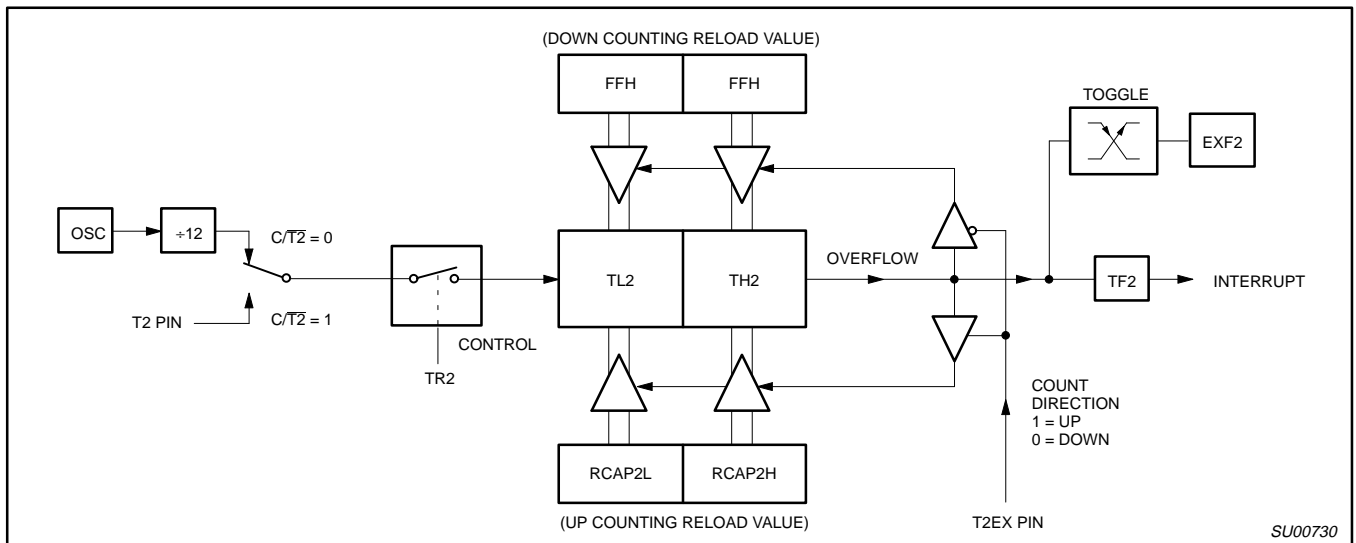 (DOWN COUNTING RELOAD VALUE)
FFH FFH
TOGGLE
EXF2
OSC
÷12
C/T2̅ = 0
TL2
TH2
OVERFLOW
TF2
INTERRUPT
T2 PIN
C/T2̅ = 1
CONTROL
TR2
COUNT
DIRECTION
1 = UP
0 = DOWN
RCAP2L RCAP2H
(UP COUNTING RELOAD VALUE)
T2EX PIN
SU00730